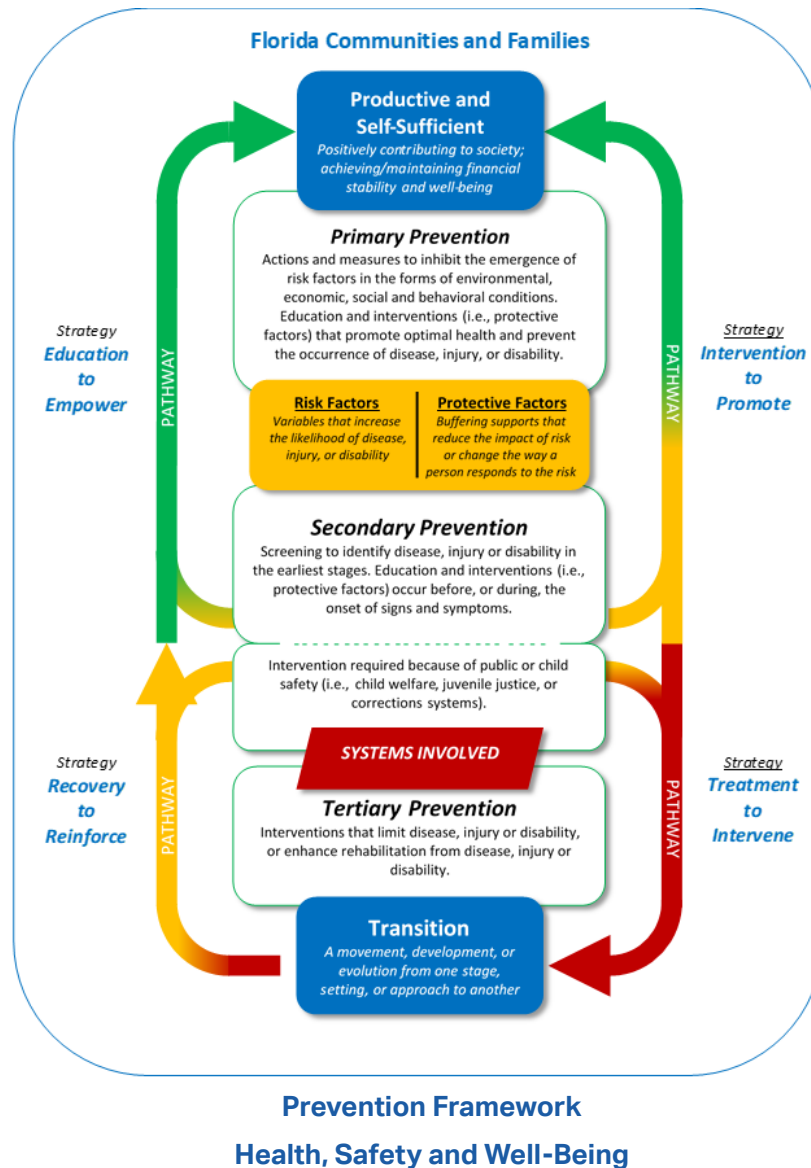 Florida Communities and Families
Productive and
Self-Sufficient
Positively contributing to society;
achieving/maintaining financial
stability and well-being
Primary Prevention
Actions and measures to inhibit the emergence of
risk factors in the forms of environmental,
economic, social and behavioral conditions.
Education and interventions (i.e., protective
factors) that promote optimal health and prevent
the occurrence of disease, injury, or disability.
Strategy
Education
to
Empower
PATHWAY
PATHWAY
Strategy
Intervention
to
Promote
Risk Factors
Variables that increase
the likelihood of disease,
injury, or disability
Protective Factors
Buffering supports that
reduce the impact of risk
or change the way a
person responds to the risk
Secondary Prevention
Screening to identify disease, injury or disability in
the earliest stages. Education and interventions (i.e.,
protective factors) occur before, or during, the
onset of signs and symptoms.
Intervention required because of public or child
safety (i.e., child welfare, juvenile justice, or
corrections systems).
SYSTEMS INVOLVED
Strategy
Recovery
to
Reinforce
PATHWAY
PATHWAY
Strategy
Treatment
to
Intervene
Tertiary Prevention
Interventions that limit disease, injury or disability,
or enhance rehabilitation from disease, injury or
disability.
Transition
A movement, development, or
evolution from one stage,
setting, or approach to another
Prevention Framework
Health, Safety and Well-Being